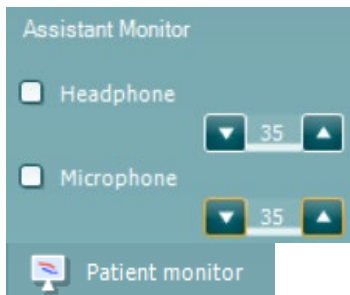 Assistant Monitor
Headphone
35
Microphone
35
Patient monitor